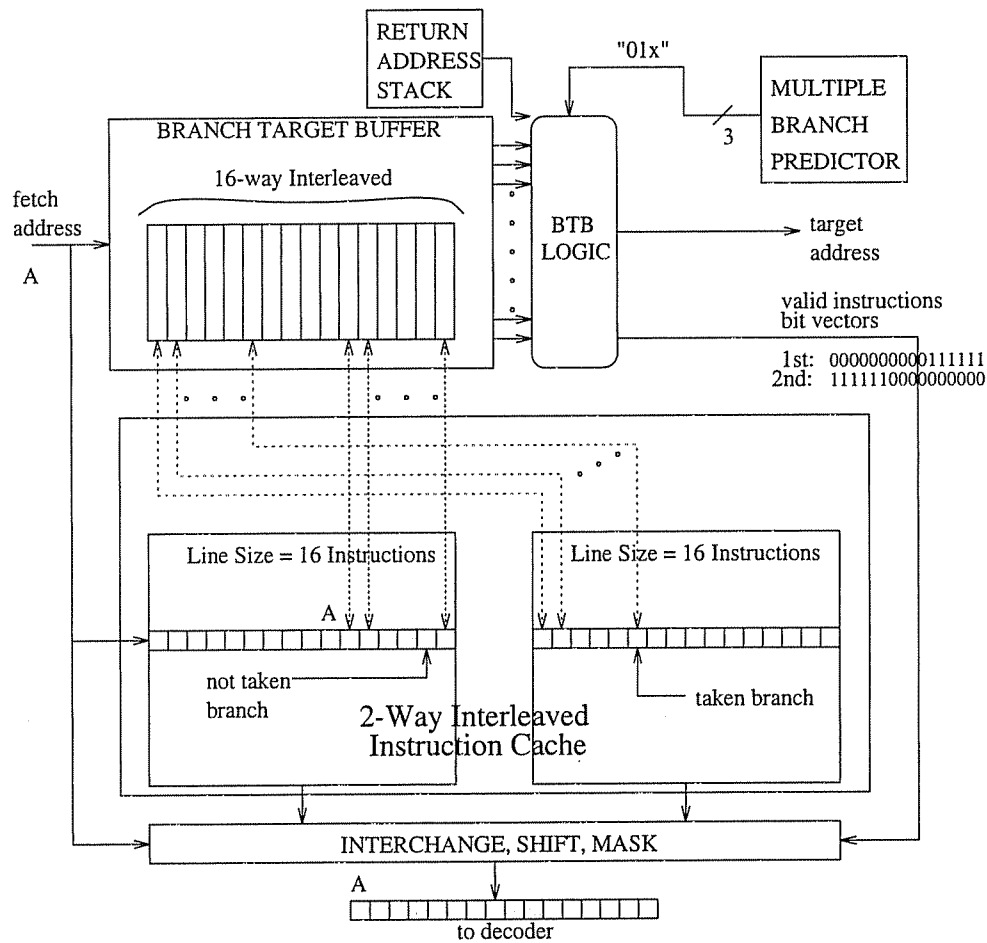 RETURN
ADDRESS
STACK
"01x"
MULTIPLE
BRANCH
PREDICTOR
3
BRANCH TARGET BUFFER
16-way Interleaved
fetch
address
A
BTB
LOGIC
target
address
valid instructions
bit vectors
1st: 0000000000111111
2nd: 1111110000000000
Line Size = 16 Instructions
Line Size = 16 Instructions
A
not taken
branch
taken branch
2-Way Interleaved
Instruction Cache
INTERCHANGE, SHIFT, MASK
A
to decoder